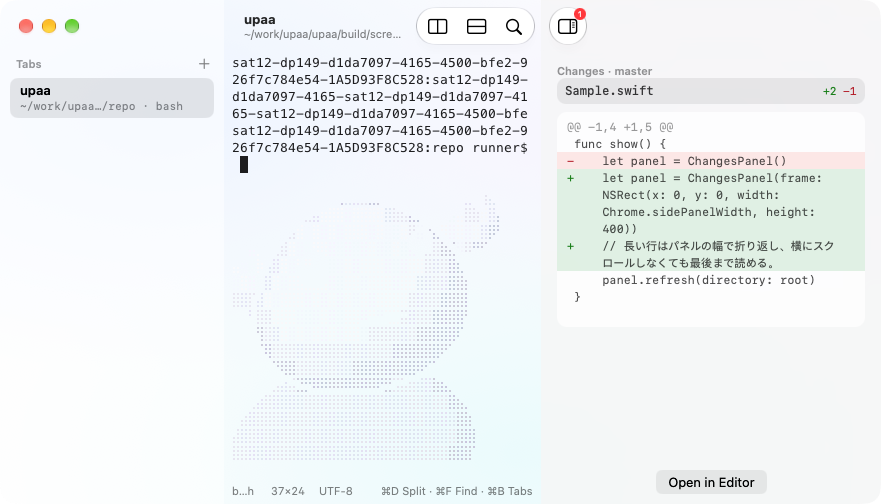 upaa
~/work/upaa/upaa/build/scre…
1
Tabs
+
upaa
~/work/upaa…/repo · bash
sat12-dp149-d1da7097-4165-4500-bfe2-9
26f7c784e54-1A5D93F8C528:sat12-dp149-
d1da7097-4165-sat12-dp149-d1da7097-41
65-sat12-dp149-d1da7097-4165-4500-bfe
sat12-dp149-d1da7097-4165-4500-bfe2-9
26f7c784e54-1A5D93F8C528:repo runner$
b…h 37×24 UTF-8 ⌘D Split · ⌘F Find · ⌘B Tabs
Changes · master
Sample.swift +2 −1
@@ −1,4 +1,5 @@
func show() {
− let panel = ChangesPanel()
+ let panel = ChangesPanel(frame:
NSRect(x: 0, y: 0, width:
Chrome.sidePanelWidth, height:
400))
+ // 長い行はパネルの幅で折り返し、横にスク
ロールしなくても最後まで読める。
panel.refresh(directory: root)
}
Open in Editor